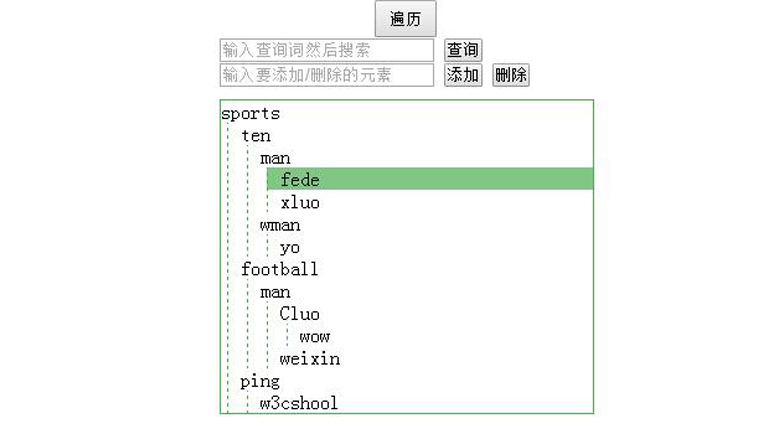 遍历
输入查询词然后搜索 查询
输入要添加/删除的元素 添加 删除
sports
ten
man
fede
xluo
wman
yo
football
man
Cluo
wow
weixin
ping
w3cshool